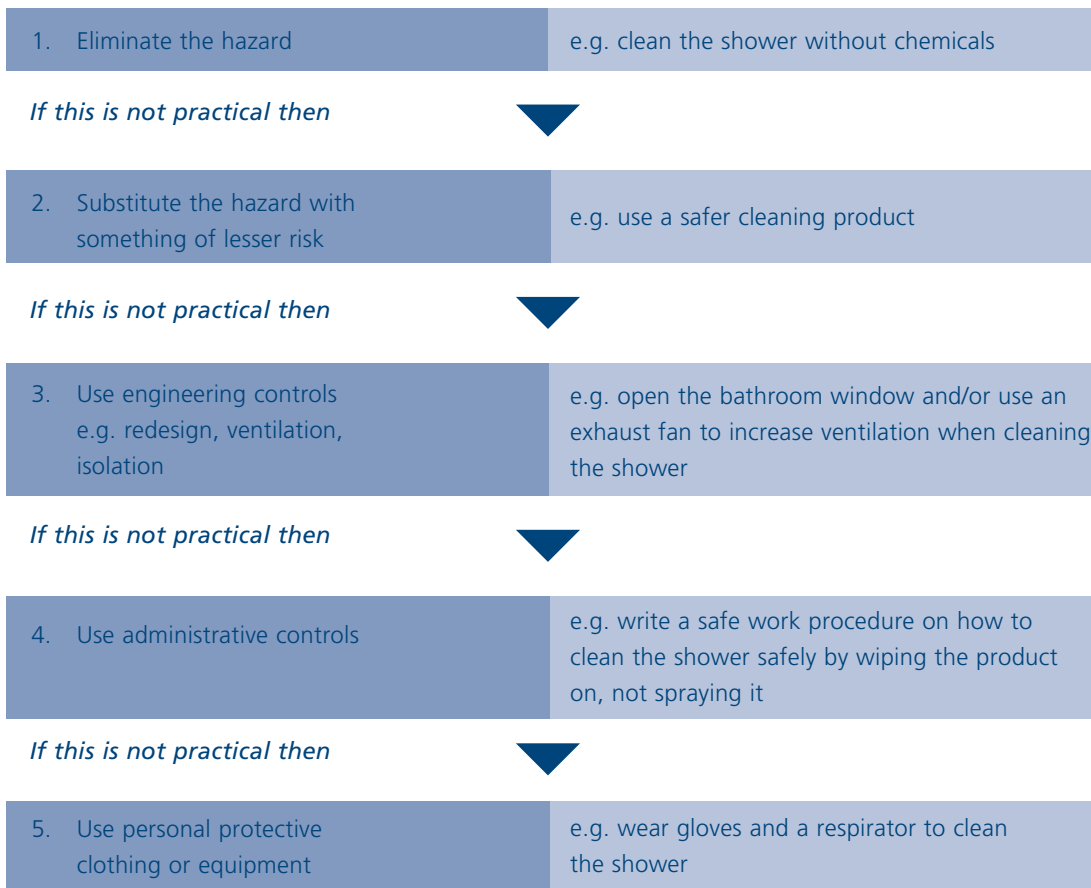 1. Eliminate the hazard
e.g. clean the shower without chemicals
If this is not practical then
2. Substitute the hazard with
something of lesser risk
e.g. use a safer cleaning product
If this is not practical then
3. Use engineering controls
e.g. redesign, ventilation,
isolation
e.g. open the bathroom window and/or use an
exhaust fan to increase ventilation when cleaning
the shower
If this is not practical then
4. Use administrative controls
e.g. write a safe work procedure on how to
clean the shower safely by wiping the product
on, not spraying it
If this is not practical then
5. Use personal protective
clothing or equipment
e.g. wear gloves and a respirator to clean
the shower